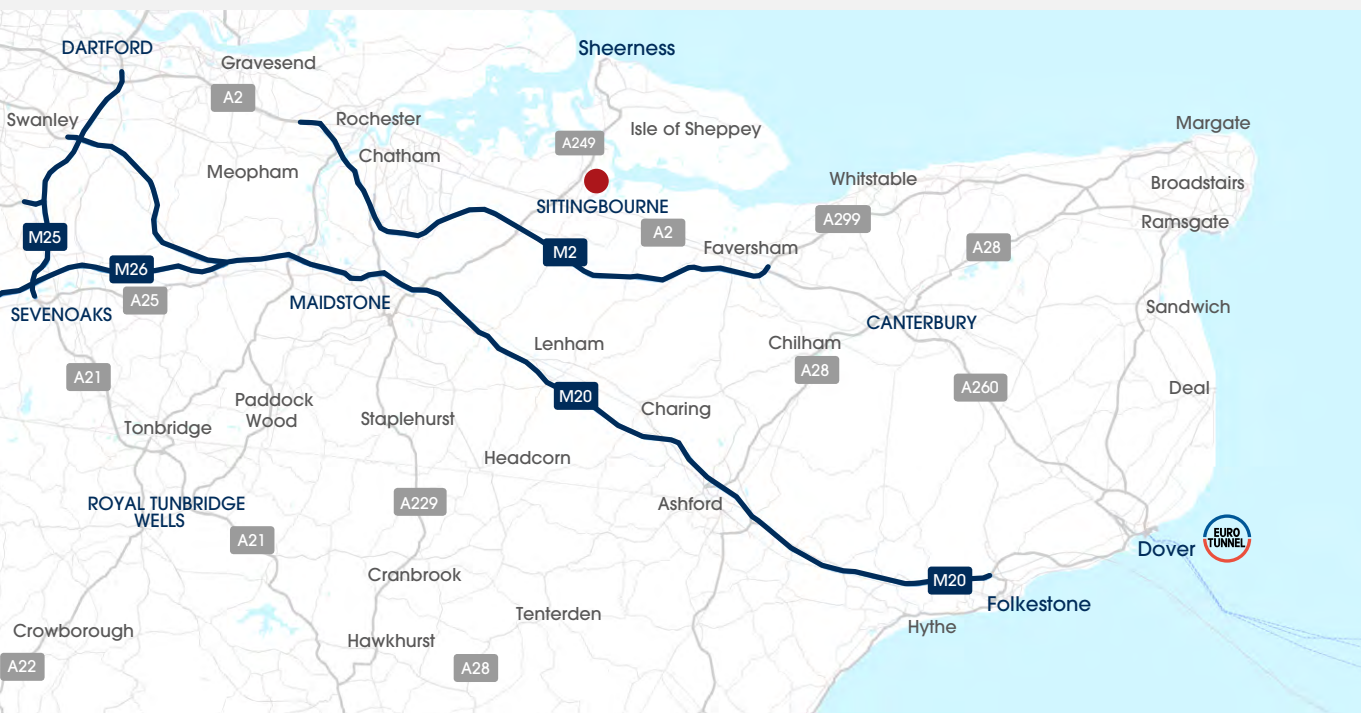 DARTFORD
Sheerness
Gravesend
A2
Swanley
Rochester
Isle of Sheppey
Margate
A249
Chatham
Meopham
Whitstable
Broadstairs
SITTINGBOURNE
A299
Ramsgate
M25
A2
Faversham
A28
M2
M26
A25
MAIDSTONE
SEVENOAKS
Sandwich
CANTERBURY
Lenham
Chilham
A28
A21
A260
Deal
M20
Paddock
Wood
Charing
Staplehurst
Tonbridge
Headcorn
ROYAL TUNBRIDGE
WELLS
A229
Ashford
A21
Dover
EURO
TUNNEL
Cranbrook
M20
Folkestone
Tenterden
Crowborough
Hythe
Hawkhurst
A22
A28